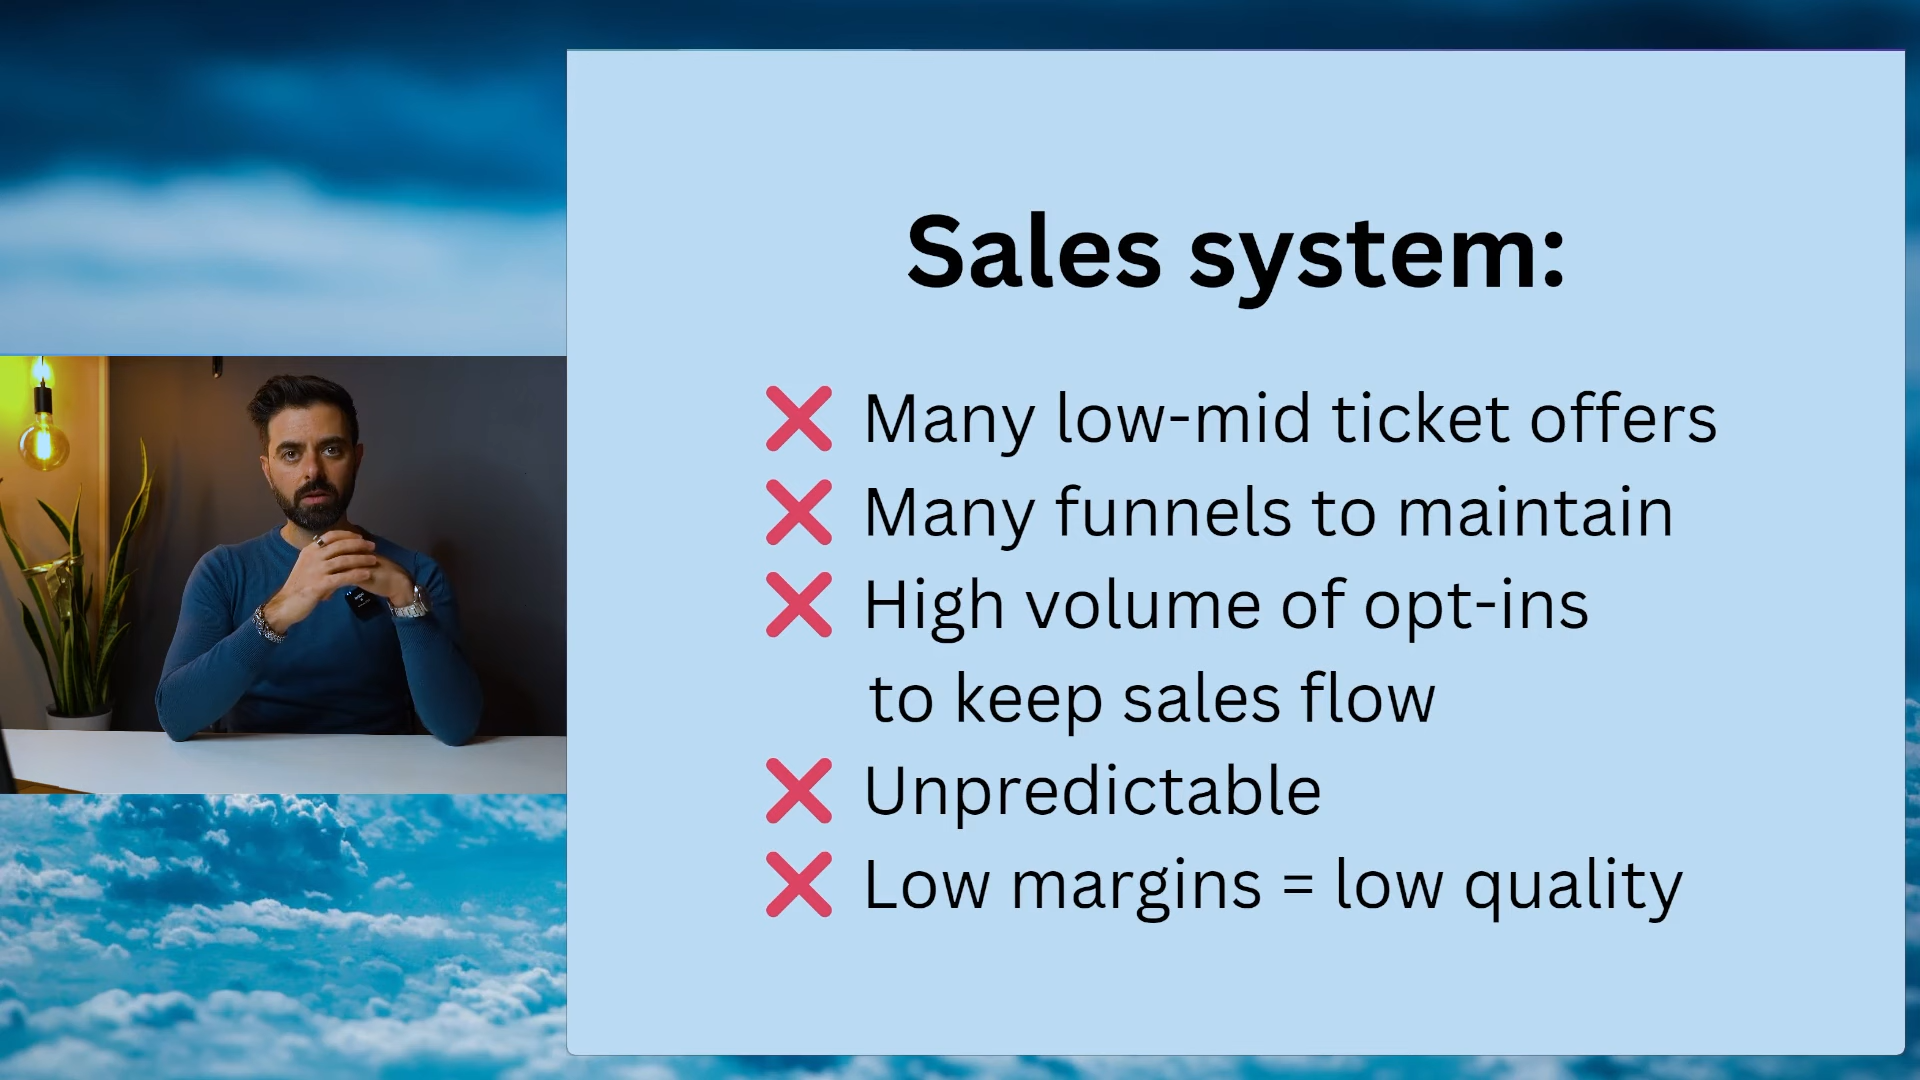 Sales system:
❌ Many low-mid ticket offers
❌ Many funnels to maintain
❌ High volume of opt-ins
to keep sales flow
❌ Unpredictable
❌ Low margins = low quality